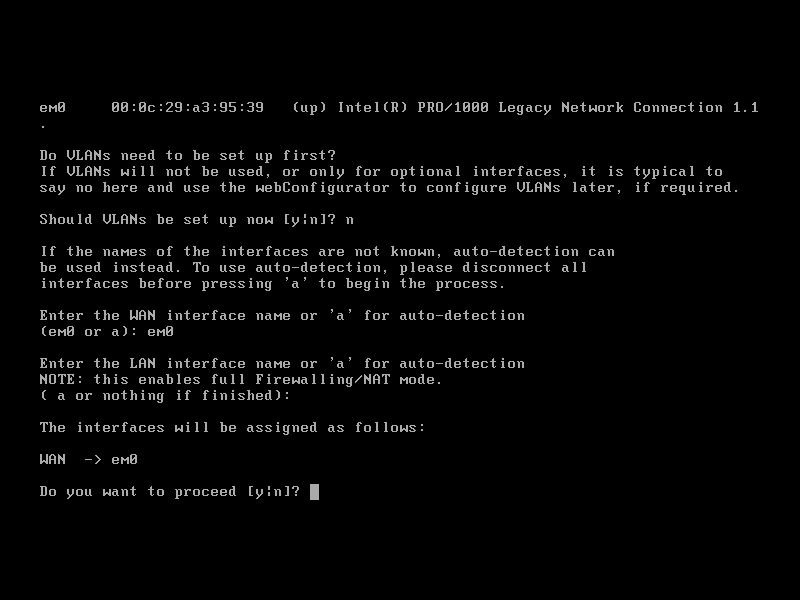 em0     00:0c:29:a3:95:39   (up) Intel(R) PRO/1000 Legacy Network Connection 1.1
.
Do VLANs need to be set up first?
If VLANs will not be used, or only for optional interfaces, it is typical to
say no here and use the webConfigurator to configure VLANs later, if required.
Should VLANs be set up now [y|n]? n
If the names of the interfaces are not known, auto-detection can
be used instead. To use auto-detection, please disconnect all
interfaces before pressing 'a' to begin the process.
Enter the WAN interface name or 'a' for auto-detection
(em0 or a): em0
Enter the LAN interface name or 'a' for auto-detection
NOTE: this enables full Firewalling/NAT mode.
( a or nothing if finished):
The interfaces will be assigned as follows:
WAN  -> em0
Do you want to proceed [y|n]?